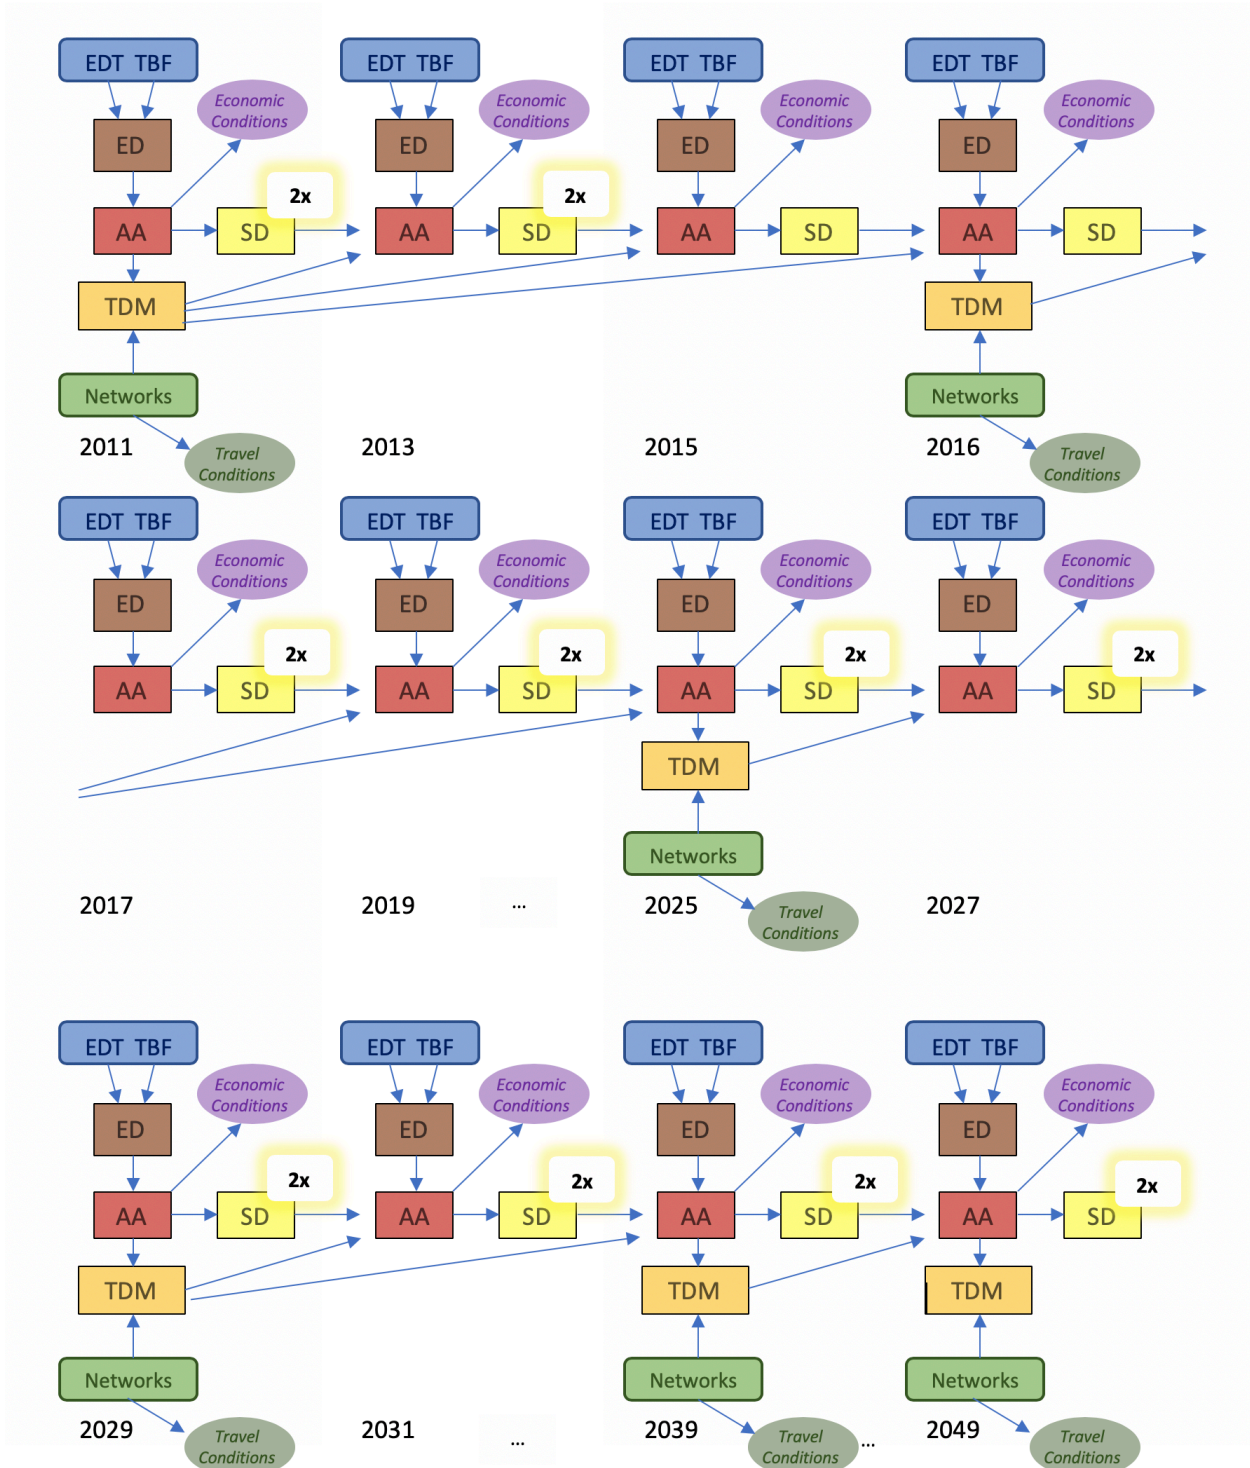 EDT TBF
EDT TBF
EDT TBF
EDT TBF
Economic
Conditions
Economic
Conditions
Economic
Conditions
Economic
Conditions
ED
ED
ED
ED
2x
2x
AA
SD
AA
SD
AA
SD
AA
SD
TDM
TDM
Networks
Networks
2011
2013
2015
2016
Travel
Conditions
Travel
Conditions
EDT TBF
EDT TBF
EDT TBF
EDT TBF
Economic
Conditions
Economic
Conditions
Economic
Conditions
Economic
Conditions
ED
ED
ED
ED
2x
2x
2x
2x
AA
SD
AA
SD
AA
SD
AA
SD
TDM
Networks
2017
2019
...
2025
2027
Travel
Conditions
EDT TBF
EDT TBF
EDT TBF
EDT TBF
Economic
Conditions
Economic
Conditions
Economic
Conditions
Economic
Conditions
ED
ED
ED
ED
2x
2x
2x
2x
AA
SD
AA
SD
AA
SD
AA
SD
TDM
TDM
TDM
Networks
Networks
Networks
2029
2031
2039
2049
Travel
Conditions
...
Travel
Conditions
...
Travel
Conditions